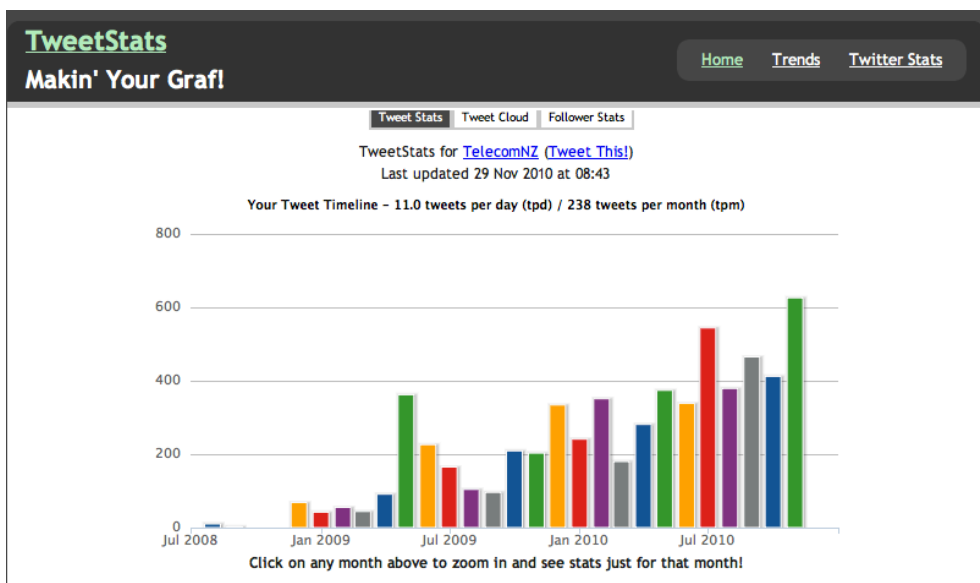 TweetStats
Makin' Your Graf!
Home Trends Twitter Stats
Tweet Stats Tweet Cloud Follower Stats
TweetStats for TelecomNZ (Tweet This!)
Last updated 29 Nov 2010 at 08:43
Your Tweet Timeline – 11.0 tweets per day (tpd) / 238 tweets per month (tpm)
800
600
400
200
0
Jul 2008 Jan 2009 Jul 2009 Jan 2010 Jul 2010
Click on any month above to zoom in and see stats just for that month!